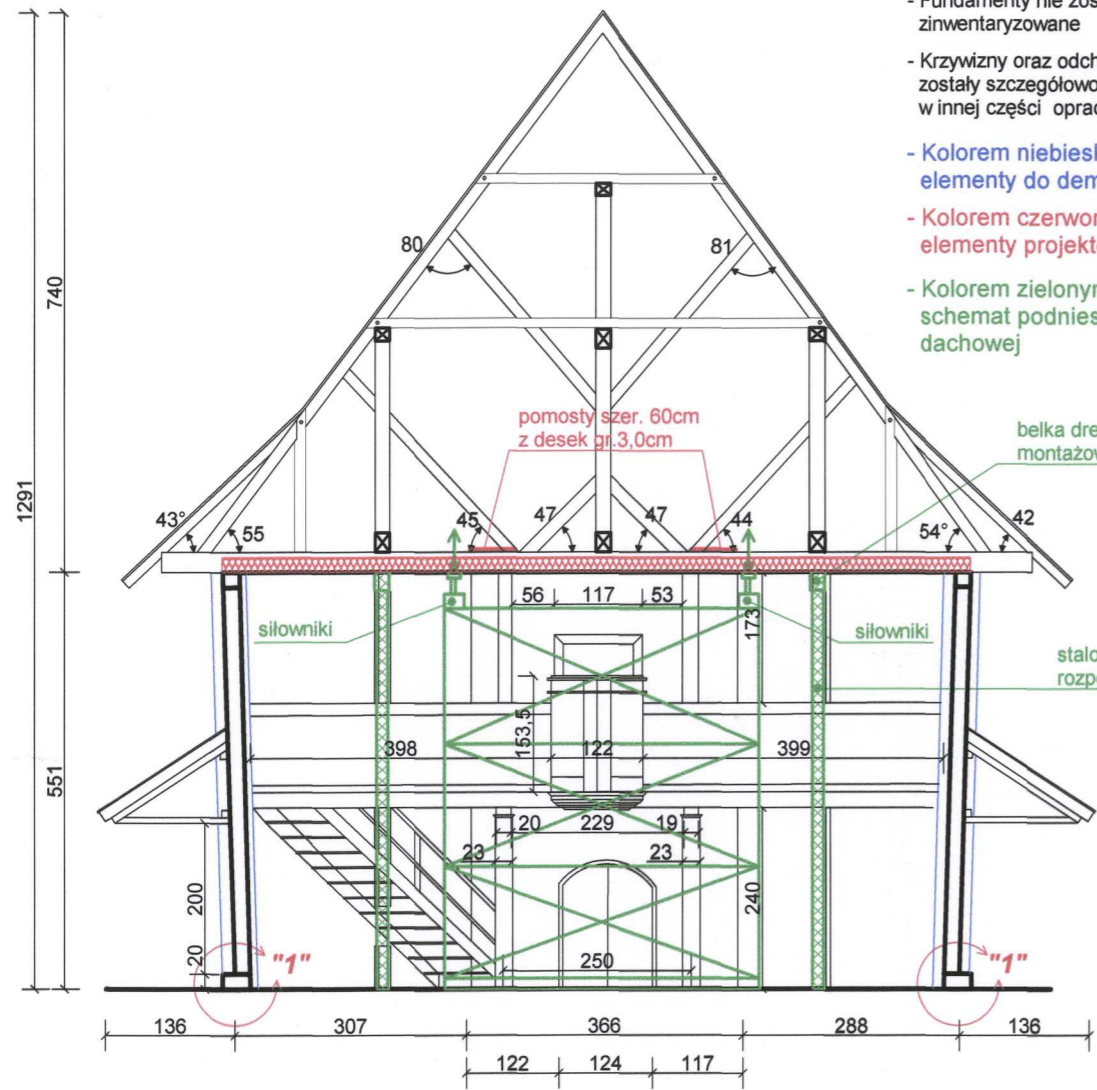 - Fundamenty nie zos
zinwentaryzowane
- Krzywizny oraz odch
zostały szczegółowo
w innej części oprac
- Kolorem niebiesk
elementy do dem
- Kolorem czerwon
elementy projekt
- Kolorem zielonym
schemat podnies
dachowej
1291
740
551
80
81
pomosty szer. 60cm
z desek gr.3,0cm
belka dre
montażow
43°
55
45
47
47
44
54°
42
56
117
53
173
siłowniki
siłowniki
stalo
rozpo
153,5
398
122
399
20
229
19
23
23
200
240
20
250
"1"
"1"
136
307
366
288
136
122
124
117